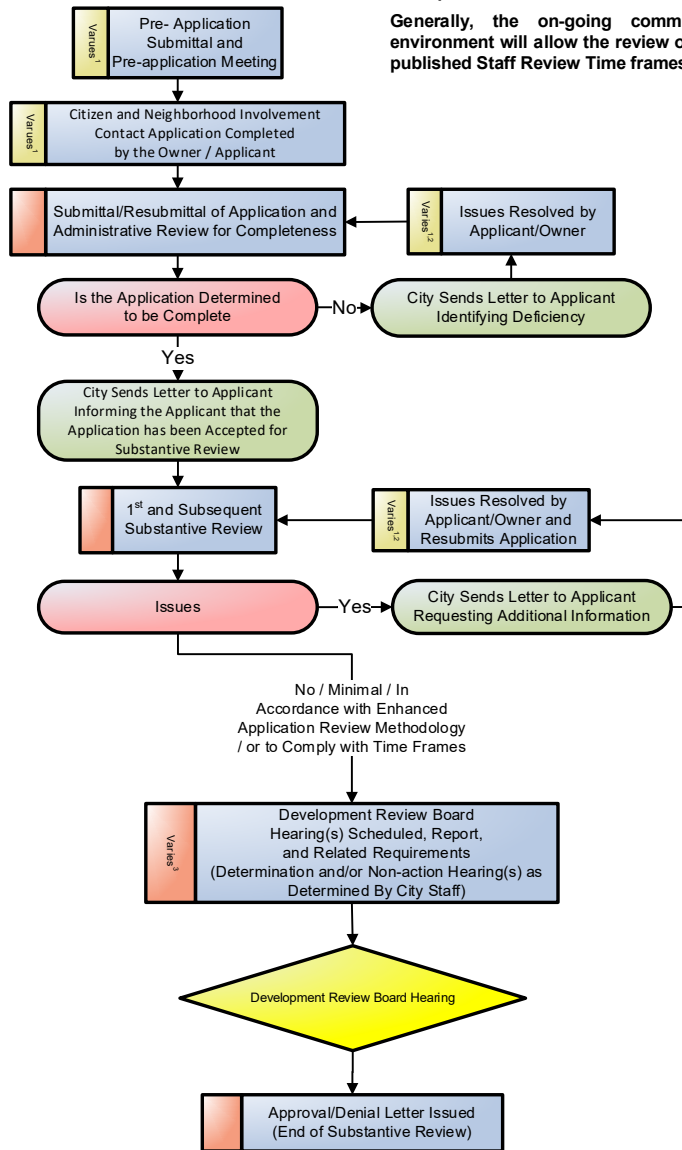 Generally, the on-going comm
environment will allow the review o
published Staff Review Time frames
Varues1
Pre- Application
Submittal and
Pre-application Meeting
Varues1
Citizen and Neighborhood Involvement
Contact Application Completed
by the Owner / Applicant
Submittal/Resubmittal of Application and
Administrative Review for Completeness
Varies1,2
Issues Resolved by
Applicant/Owner
Is the Application Determined
to be Complete
No
City Sends Letter to Applicant
Identifying Deficiency
Yes
City Sends Letter to Applicant
Informing the Applicant that the
Application has been Accepted for
Substantive Review
1st and Subsequent
Substantive Review
Varies1,2
Issues Resolved by
Applicant/Owner and
Resubmits Application
Issues
Yes
City Sends Letter to Applicant
Requesting Additional Information
No / Minimal / In
Accordance with Enhanced
Application Review Methodology
/ or to Comply with Time Frames
Varies3
Development Review Board
Hearing(s) Scheduled, Report,
and Related Requirements
(Determination and/or Non-action Hearing(s) as
Determined By City Staff)
Development Review Board Hearing
Approval/Denial Letter Issued
(End of Substantive Review)